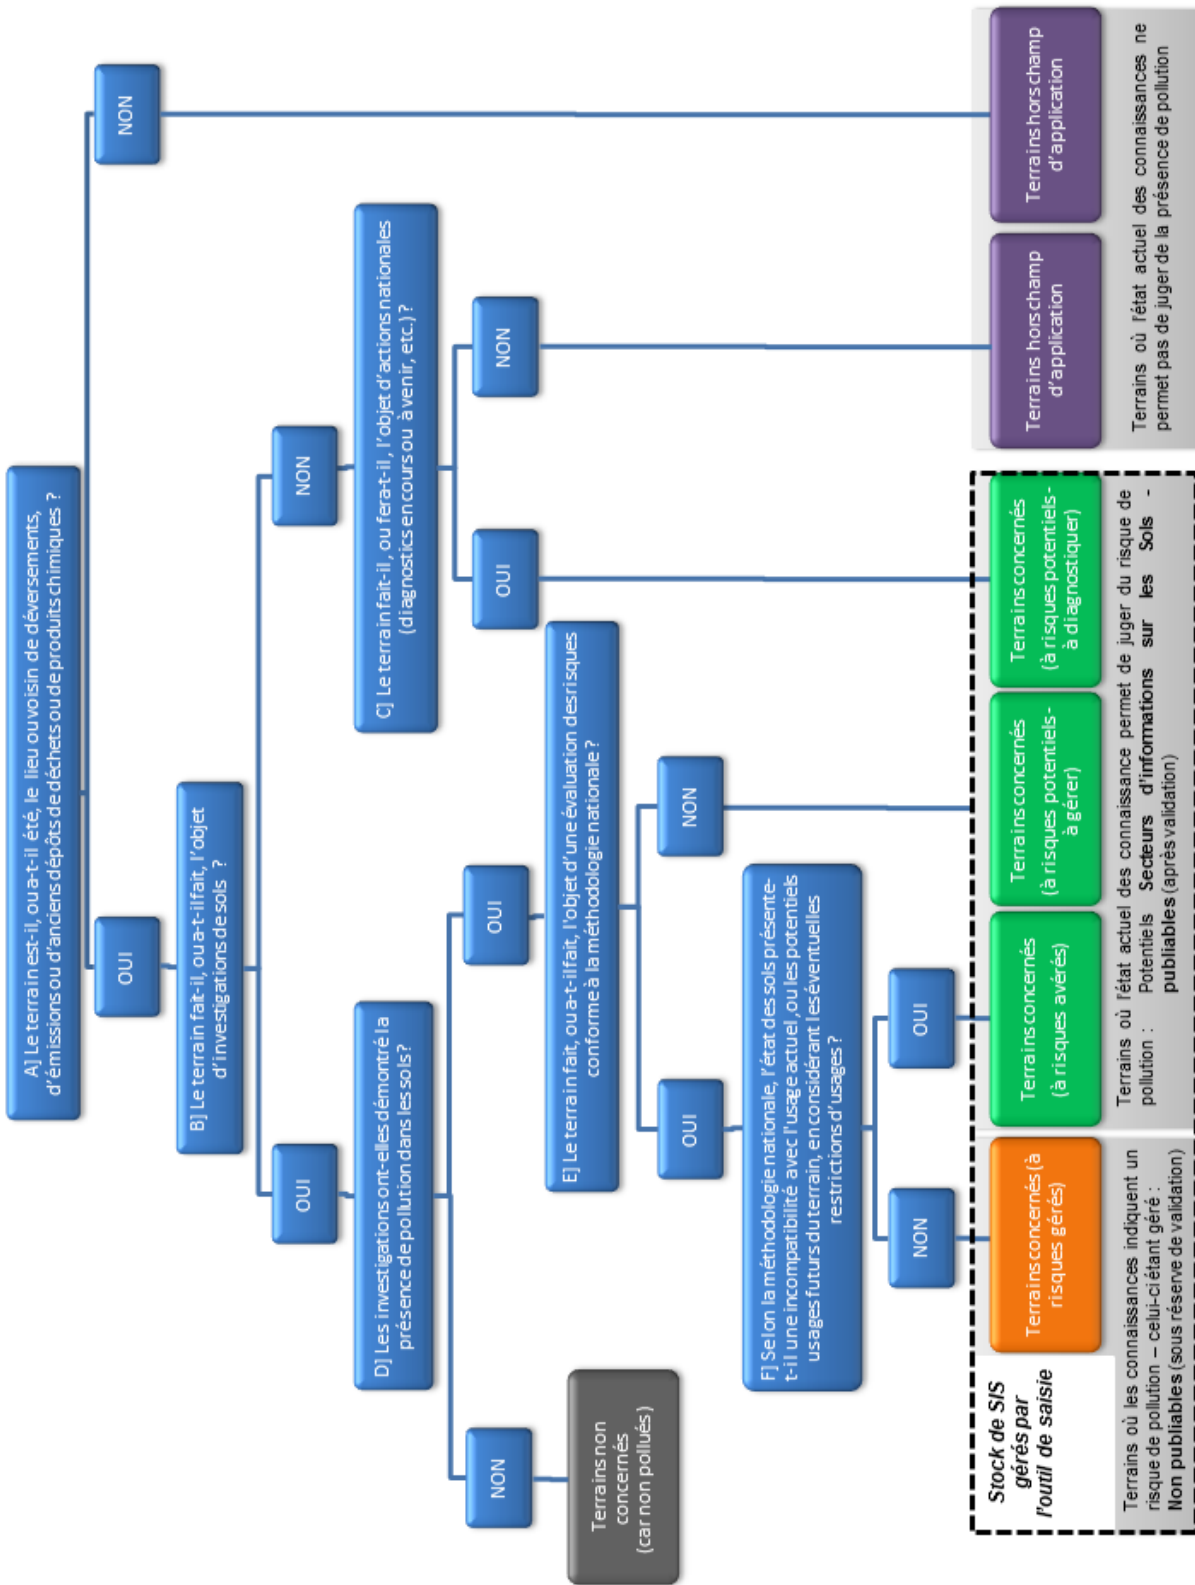 A] Le terrain est-il, ou a-t-il été, le lieu ou voisin de déversements,
d'émissions ou d'anciens dépôts de déchets ou de produits chimiques ?
OUI
NON
B] Le terrain fait-il, ou a-t-il fait, l'objet
d'investigations de sols ?
OUI
NON
D] Les investigations ont-elles démontré la
présence de pollution dans les sols?
C] Le terrain fait-il, ou fera-t-il, l'objet d'actions nationales
(diagnostics en cours ou à venir, etc.) ?
NON
OUI
OUI
NON
Terrains non
concernés
(car non pollués)
E] Le terrain fait, ou a-t-il fait, l'objet d'une évaluation des risques
conforme à la méthodologie nationale ?
OUI
NON
F] Selon la méthodologie nationale, l'état des sols présente-
t-il une incompatibilité avec l'usage actuel, ou les potentiels
usages futurs du terrain, en considérant les éventuelles
restrictions d'usages ?
NON
OUI
Stock de SIS
gérés par
l'outil de saisie
Terrains concernés (à
risques gérés)
Terrains concernés
(à risques avérés)
Terrains concernés
(à risques potentiels-
à gérer)
Terrains concernés
(à risques potentiels-
à diagnostiquer)
Terrains hors champ
d'application
Terrains hors champ
d'application
Terrains où les connaissances indiquent un
risque de pollution – celui-ci étant géré :
Non publiables (sous réserve de validation)
Terrains où l'état actuel des connaissance permet de juger du risque de
pollution : Potentiels Secteurs d'informations sur les Sols -
publiables (après validation)
Terrains où l'état actuel des connaissances ne
permet pas de juger de la présence de pollution